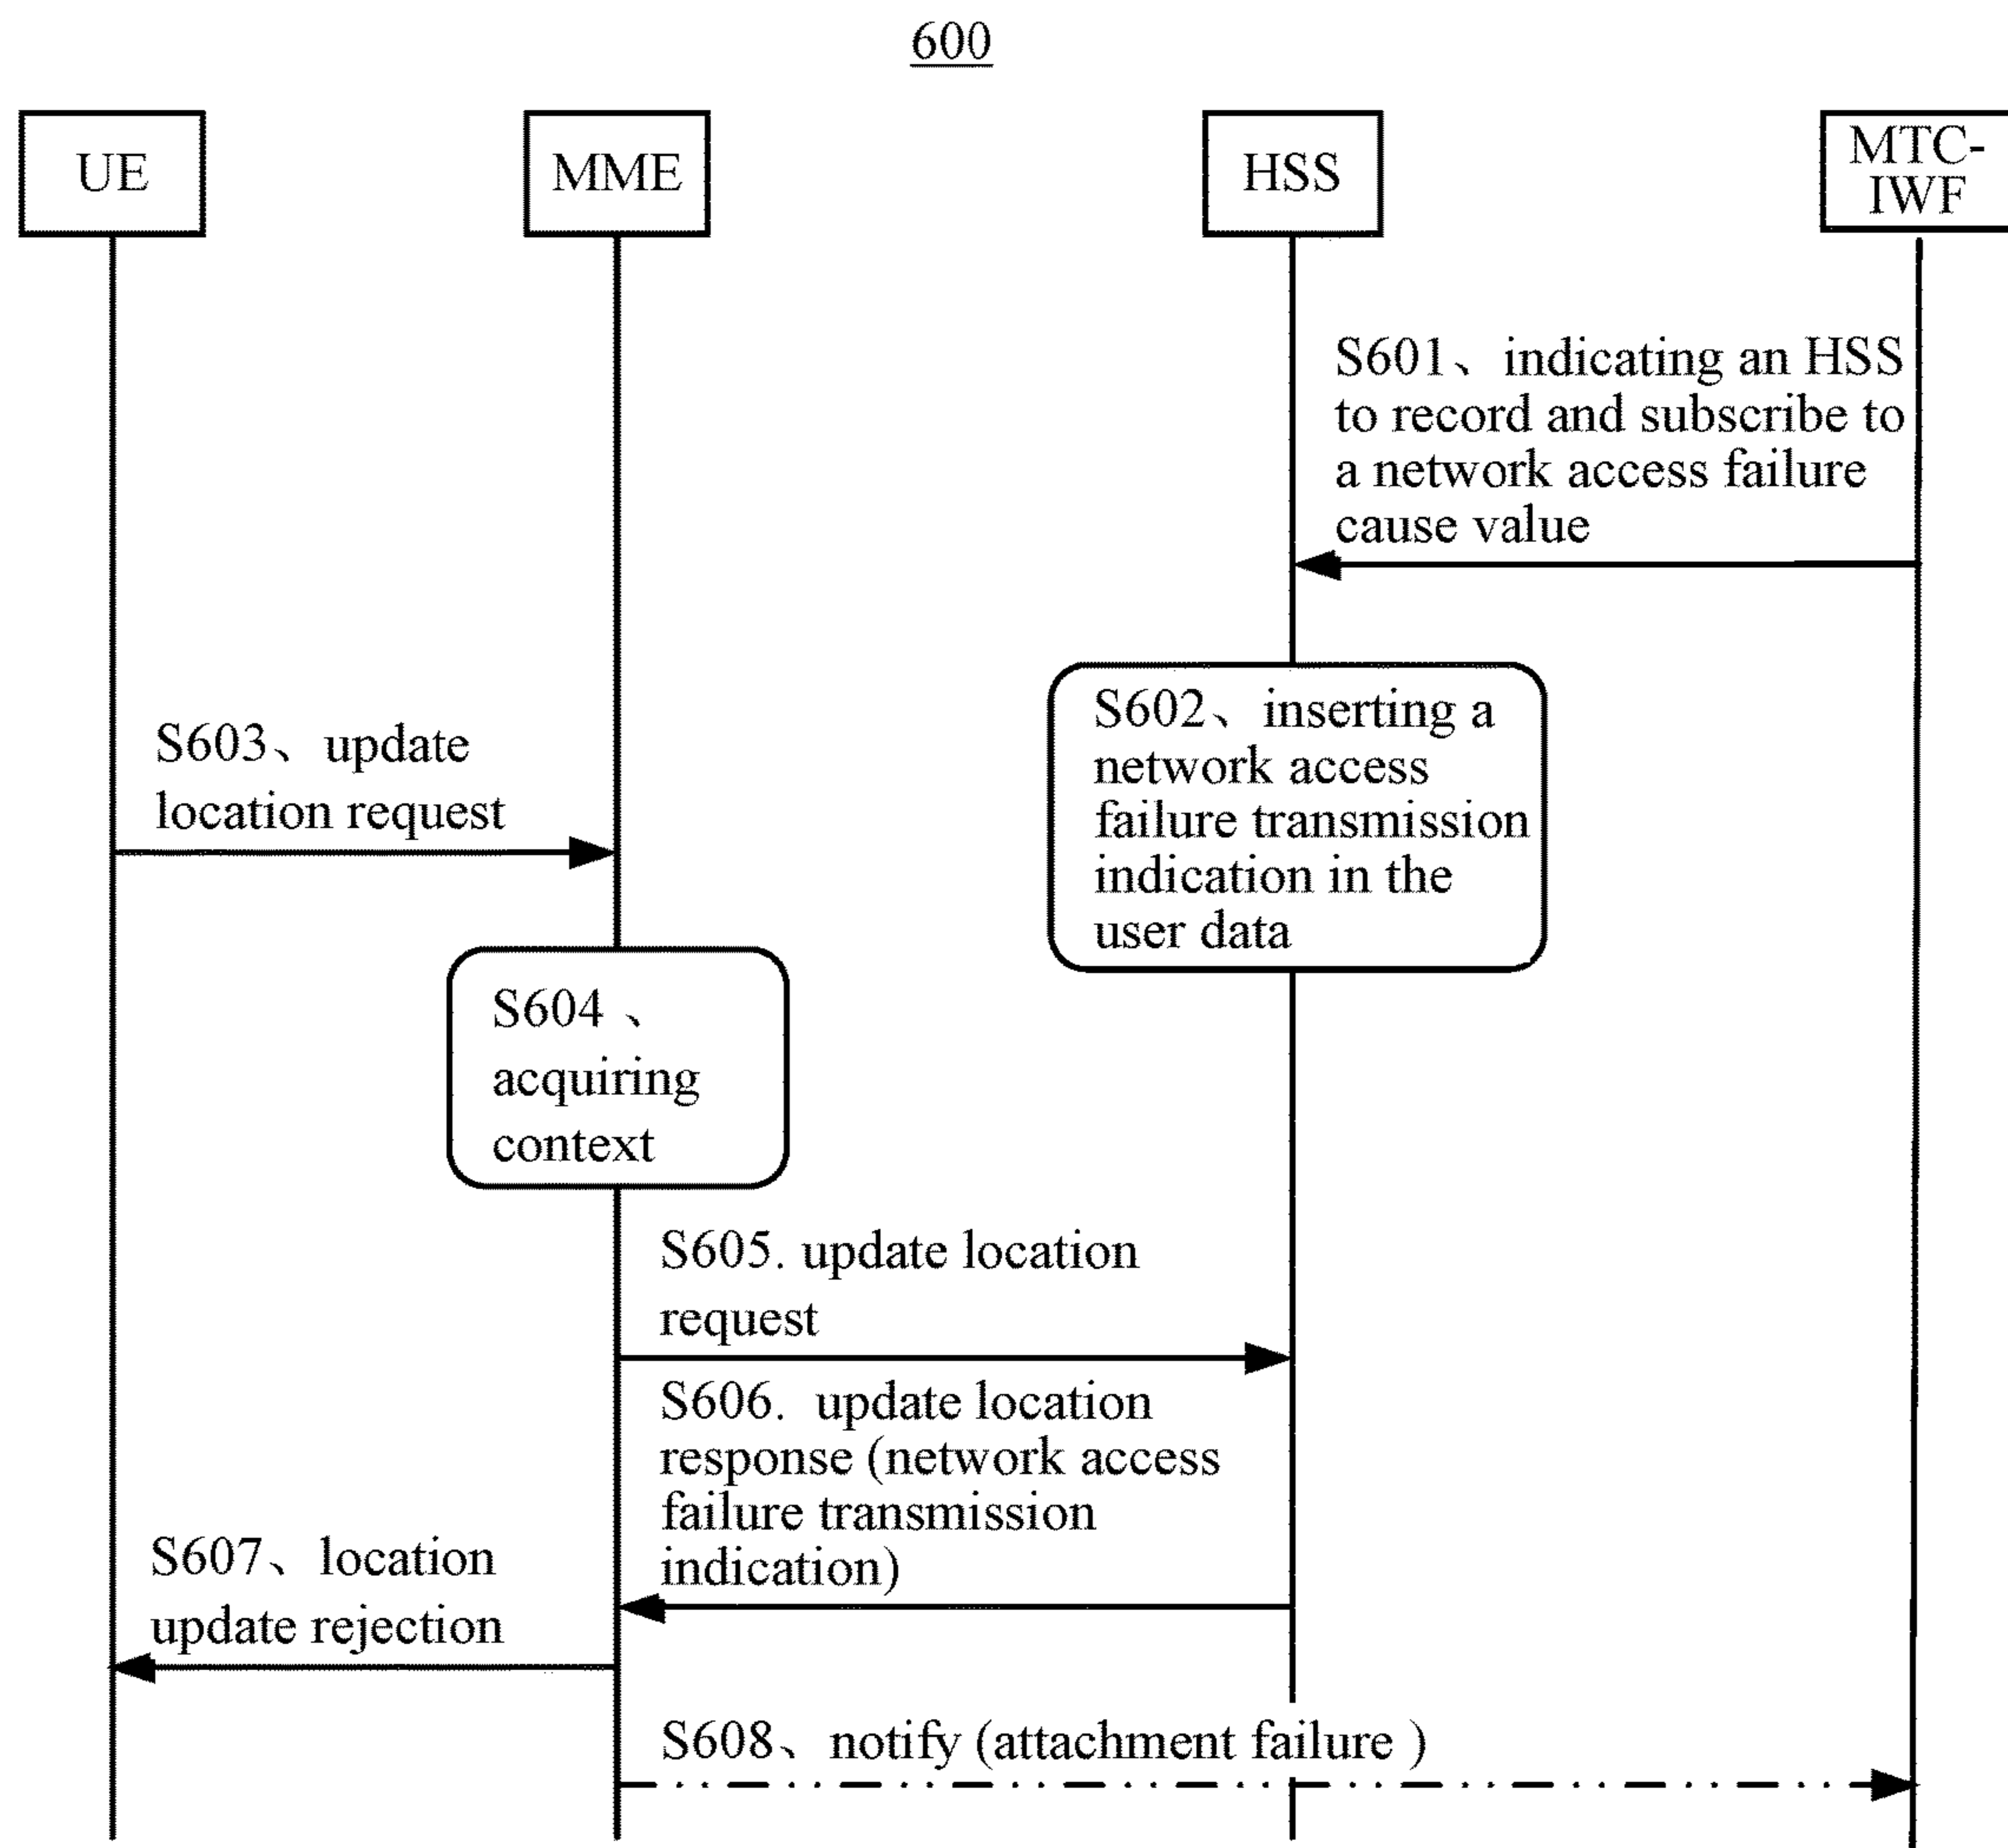 600
UE
MME
HSS
MTC-
IWF
S601、indicating an HSS
to record and subscribe to
a network access failure
cause value
S602、inserting a
network access
failure transmission
indication in the
user data
S603、update
location request
S604 、
acquiring
context
S605. update location
request
S606. update location
response (network access
failure transmission
indication)
S607、location
update rejection
S608、notify (attachment failure )